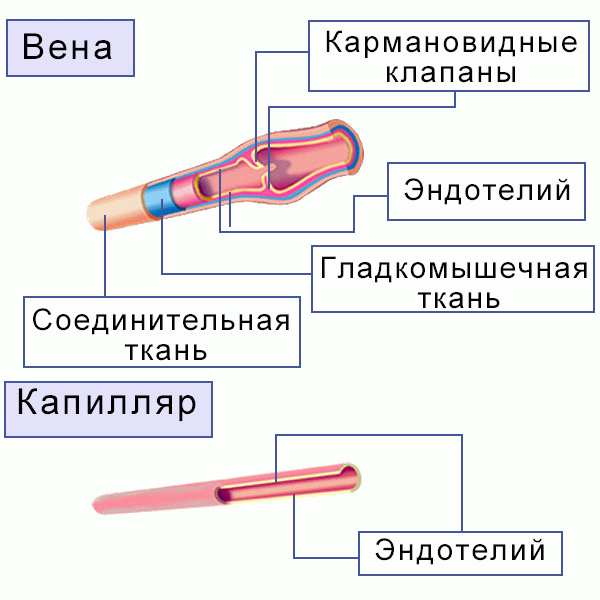 Вена
Кармановидные
клапаны
Эндотелий
Гладкомышечная
ткань
Соединительная
ткань
Капилляр
Эндотелий